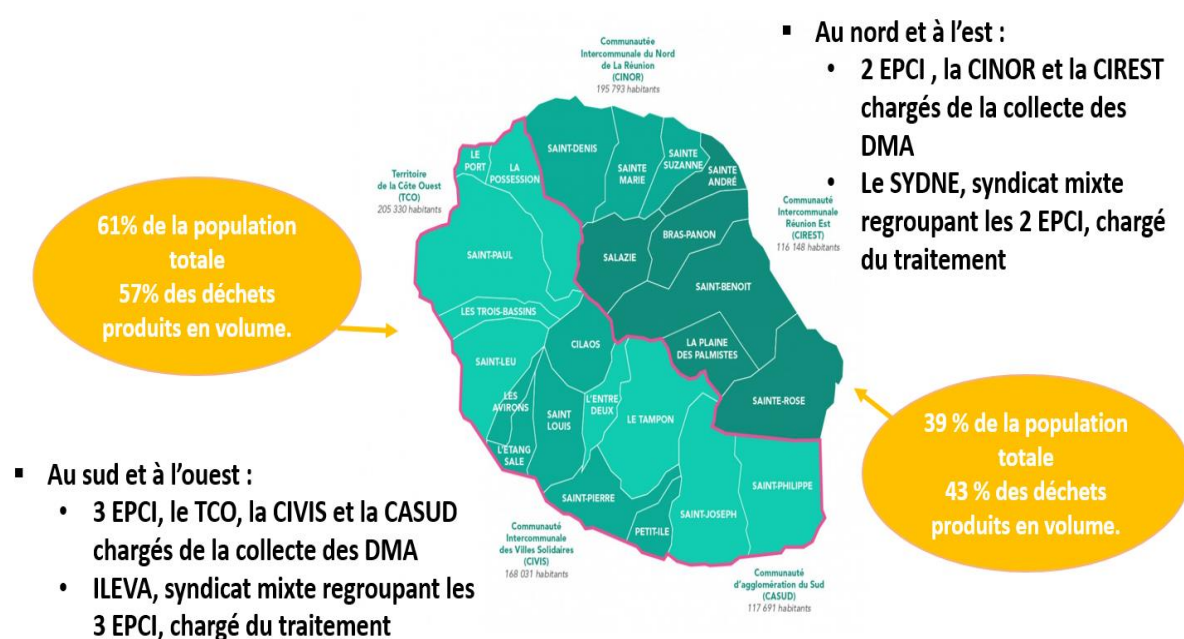 ▪ Au nord et à l’est :
• 2 EPCI , la CINOR et la CIREST
chargés de la collecte des
DMA
• Le SYDNE, syndicat mixte
regroupant les 2 EPCI, chargé
du traitement
Communautée
Intercommunale du Nord
de La Réunion
(CINOR)
195 793 habitants
Territoire
de la Côte Ouest
(TCO)
205 330 habitants
Communauté
Intercommunale
Réunion Est
(CIREST)
116 148 habitants
61% de la population
totale
57% des déchets
produits en volume.
LE
PORT
LA
POSSESSION
SAINT-DENIS
SAINTE
MARIE
SAINTE
SUZANNE
SAINTE
ANDRÉ
BRAS-PANON
SALAZIE
SAINT-PAUL
SAINT-BENOIT
LES TROIS-BASSINS
CILAOS
LA PLAINE
DES PALMISTES
SAINT-LEU
SAINTE-ROSE
LES
AVIRONS
SAINT
LOUIS
L'ENTRE
DEUX
LE TAMPON
L'ETANG
SALE
SAINT-PIERRE
PETIT-ILE
SAINT-JOSEPH
SAINT-PHILIPPE
39 % de la population
totale
43 % des déchets
produits en volume.
▪ Au sud et à l’ouest :
• 3 EPCI, le TCO, la CIVIS et la CASUD
chargés de la collecte des DMA
• ILEVA, syndicat mixte regroupant les
3 EPCI, chargé du traitement
Communauté
Intercommunale
des Villes Solidaires
(CIVIS)
168 031 habitants
Communauté
d'agglomération du Sud
(CASUD)
117 691 habitants